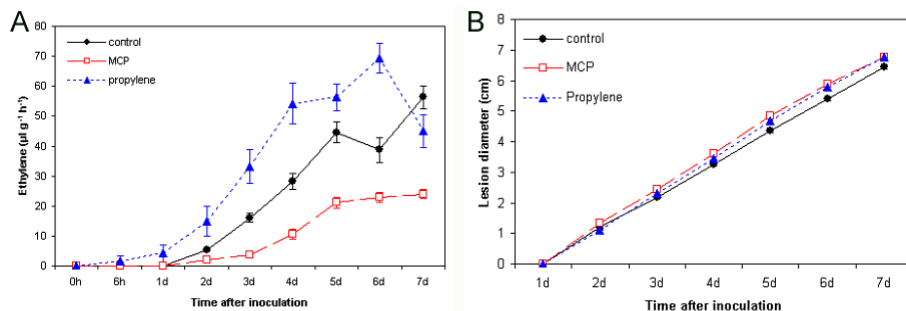 A
80
70
60
50
40
30
20
10
0
Ethylene (µl g⁻¹ h⁻¹)
control
MCP
propylene
0h 6h 1d 2d 3d 4d 5d 6d 7d
Time after inoculation
B
8
7
6
5
4
3
2
1
0
Lesion diameter (cm)
control
MCP
Propylene
1d 2d 3d 4d 5d 6d 7d
Time after inoculation